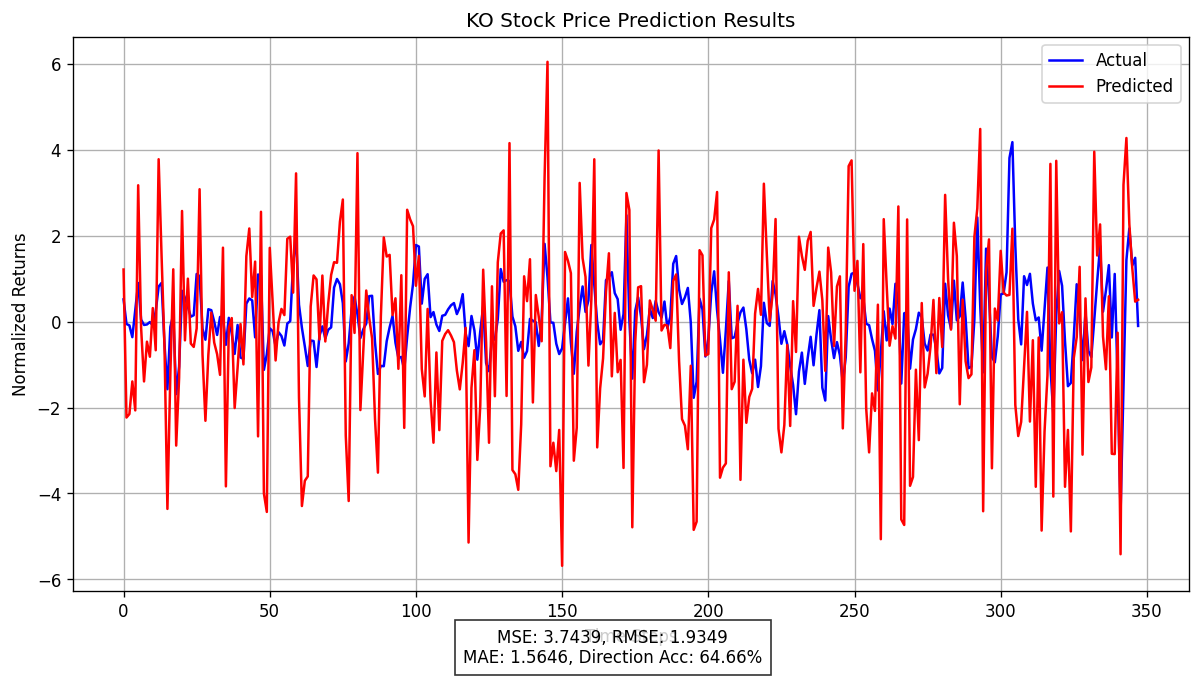 KO Stock Price Prediction Results
Actual
Predicted
Normalized Returns
6
4
2
0
−2
−4
−6
0 50 100 150 200 250 300 350
MSE: 3.7439, RMSE: 1.9349
MAE: 1.5646, Direction Acc: 64.66%